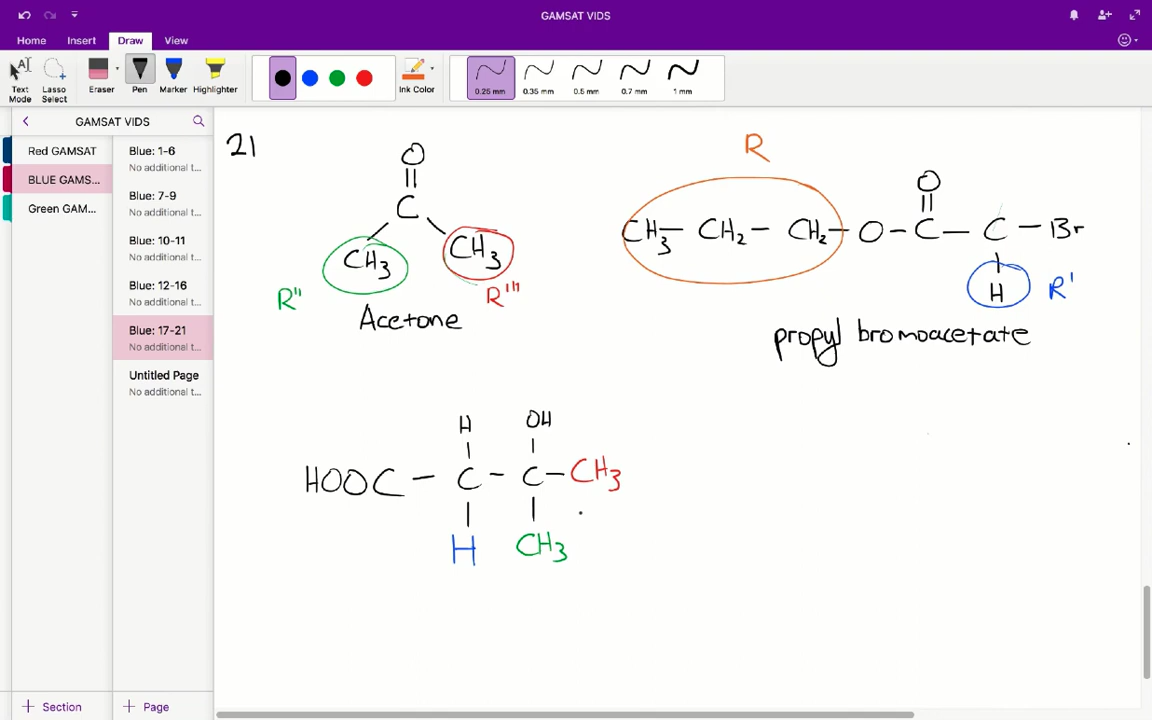 GAMSAT VIDS
Home Insert Draw View
Text Mode
Lasso Select
Eraser
Pen
Marker
Highlighter
Ink Color
0.25 mm
0.35 mm
0.5 mm
0.7 mm
1 mm
GAMSAT VIDS
Red GAMSAT
BLUE GAMS...
Green GAM...
Blue: 1-6
No additional t...
Blue: 7-9
No additional t...
Blue: 10-11
No additional t...
Blue: 12-16
No additional t...
Blue: 17-21
No additional t...
Untitled Page
No additional t...
+ Section
+ Page
21
O
C
CH3
CH3
R''
R'''
Acetone
R
O
CH3 – CH2 – CH2 – O – C – C – Br
H
R'
propyl bromoacetate
H OH
HOOC – C – C – CH3
H CH3